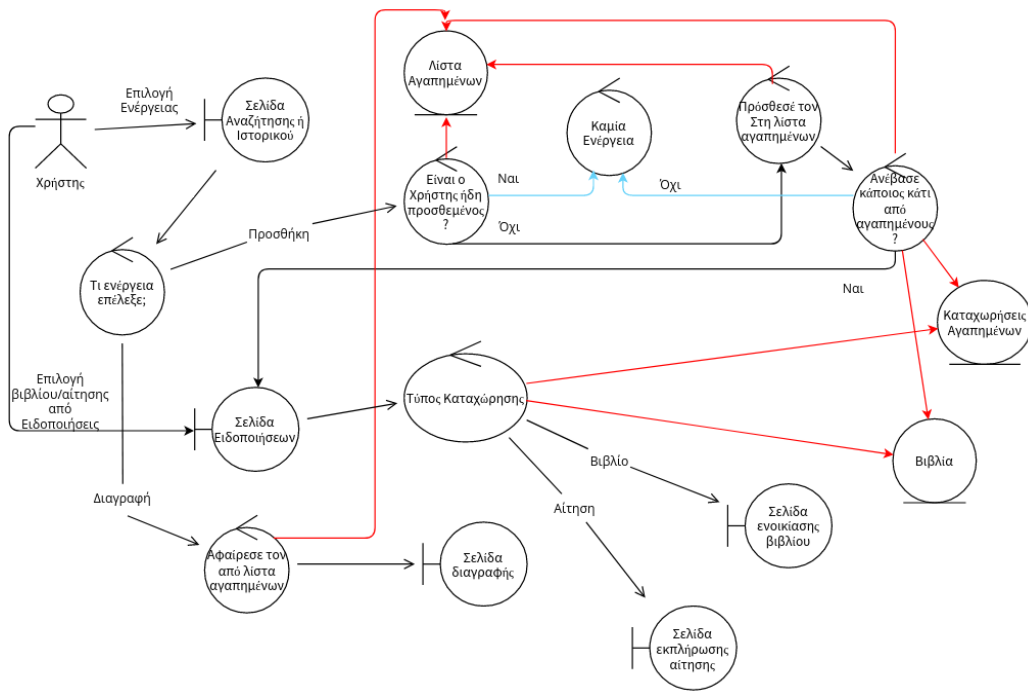 Λίστα
Αγαπημένων
Επιλογή
Ενέργειας
Σελίδα
Αναζήτησης ή
Ιστορικού
Καμία
Ενέργεια
Πρόσθεσέ τον
Στη λίστα
αγαπημένων
Χρήστης
Είναι ο
Χρήστης ήδη
προσθεμένος
?
Ναι
Όχι
Όχι
Ανέβασε
κάποιος κάτι
από
αγαπημένους
?
Προσθήκη
Τι ενέργεια
επέλεξε;
Ναι
Καταχωρήσεις
Αγαπημένων
Επιλογή
βιβλίου/αίτησης
από
Ειδοποιήσεις
Σελίδα
Ειδοποιήσεων
Τύπος Καταχώρησης
Βιβλίο
Βιβλία
Διαγραφή
Αίτηση
Σελίδα
ενοικίασης
βιβλίου
Αφαίρεσε τον
από λίστα
αγαπημένων
Σελίδα
διαγραφής
Σελίδα
εκπλήρωσης
αίτησης